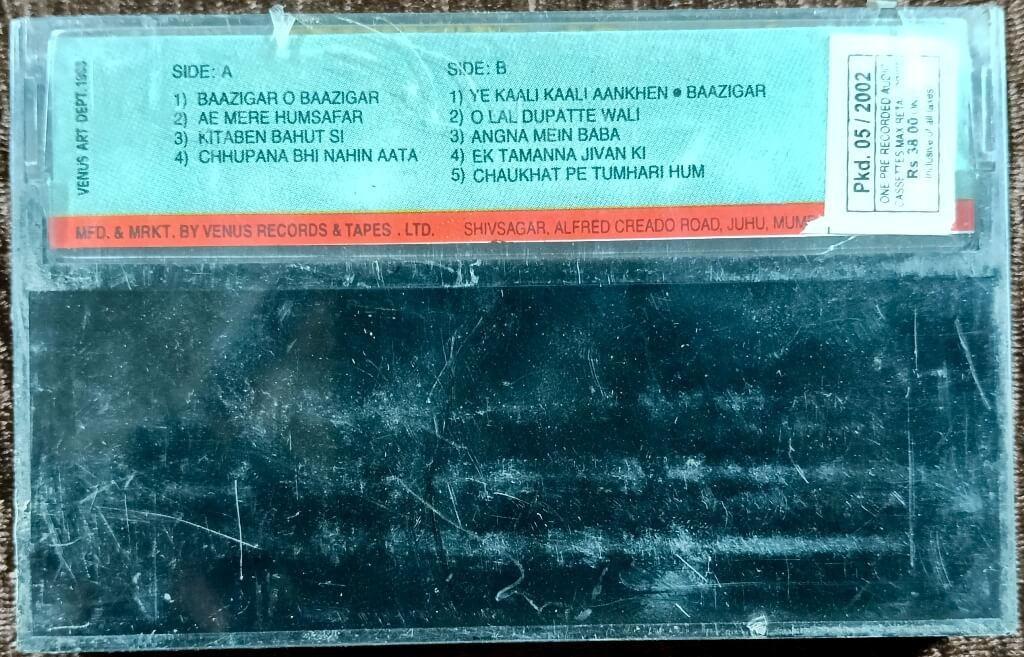 VENUS ART DEPT. 1993
SIDE: A
1) BAAZIGAR O BAAZIGAR
2) AE MERE HUMSAFAR
3) KITABEN BAHUT SI
4) CHHUPANA BHI NAHIN AATA
SIDE: B
1) YE KAALI KAALI AANKHEN • BAAZIGAR
2) O LAL DUPATTE WALI
3) ANGNA MEIN BABA
4) EK TAMANNA JIVAN KI
5) CHAUKHAT PE TUMHARI HUM
Pkd. 05 / 2002
ONE PRE RECORDED AUDI
CASSETTES MAX RETA
Rs 38 00
Inclusive of all taxes
MFD. & MRKT. BY VENUS RECORDS & TAPES . LTD. SHIVSAGAR, ALFRED CREADO ROAD, JUHU, MUM